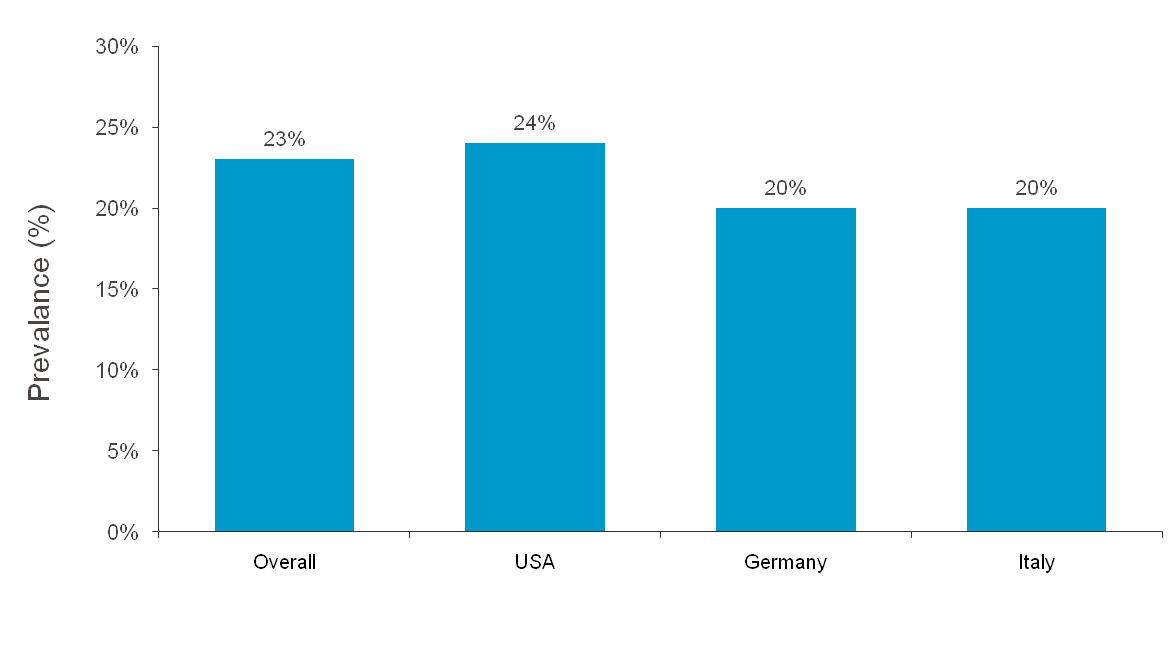 30%
25%
20%
15%
10%
5%
0%
Prevalance (%)
23%
24%
20%
20%
Overall
USA
Germany
Italy